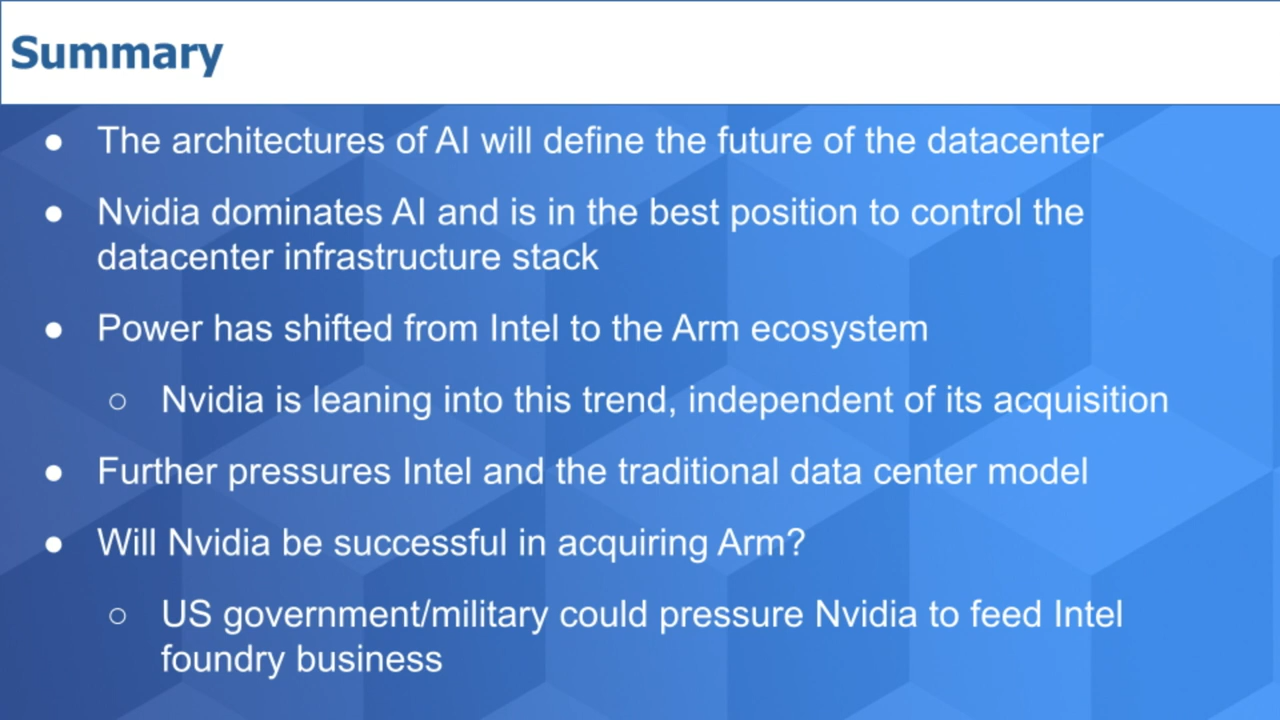 Summary
● The architectures of AI will define the future of the datacenter
● Nvidia dominates AI and is in the best position to control the
datacenter infrastructure stack
● Power has shifted from Intel to the Arm ecosystem
○ Nvidia is leaning into this trend, independent of its acquisition
● Further pressures Intel and the traditional data center model
● Will Nvidia be successful in acquiring Arm?
○ US government/military could pressure Nvidia to feed Intel
foundry business